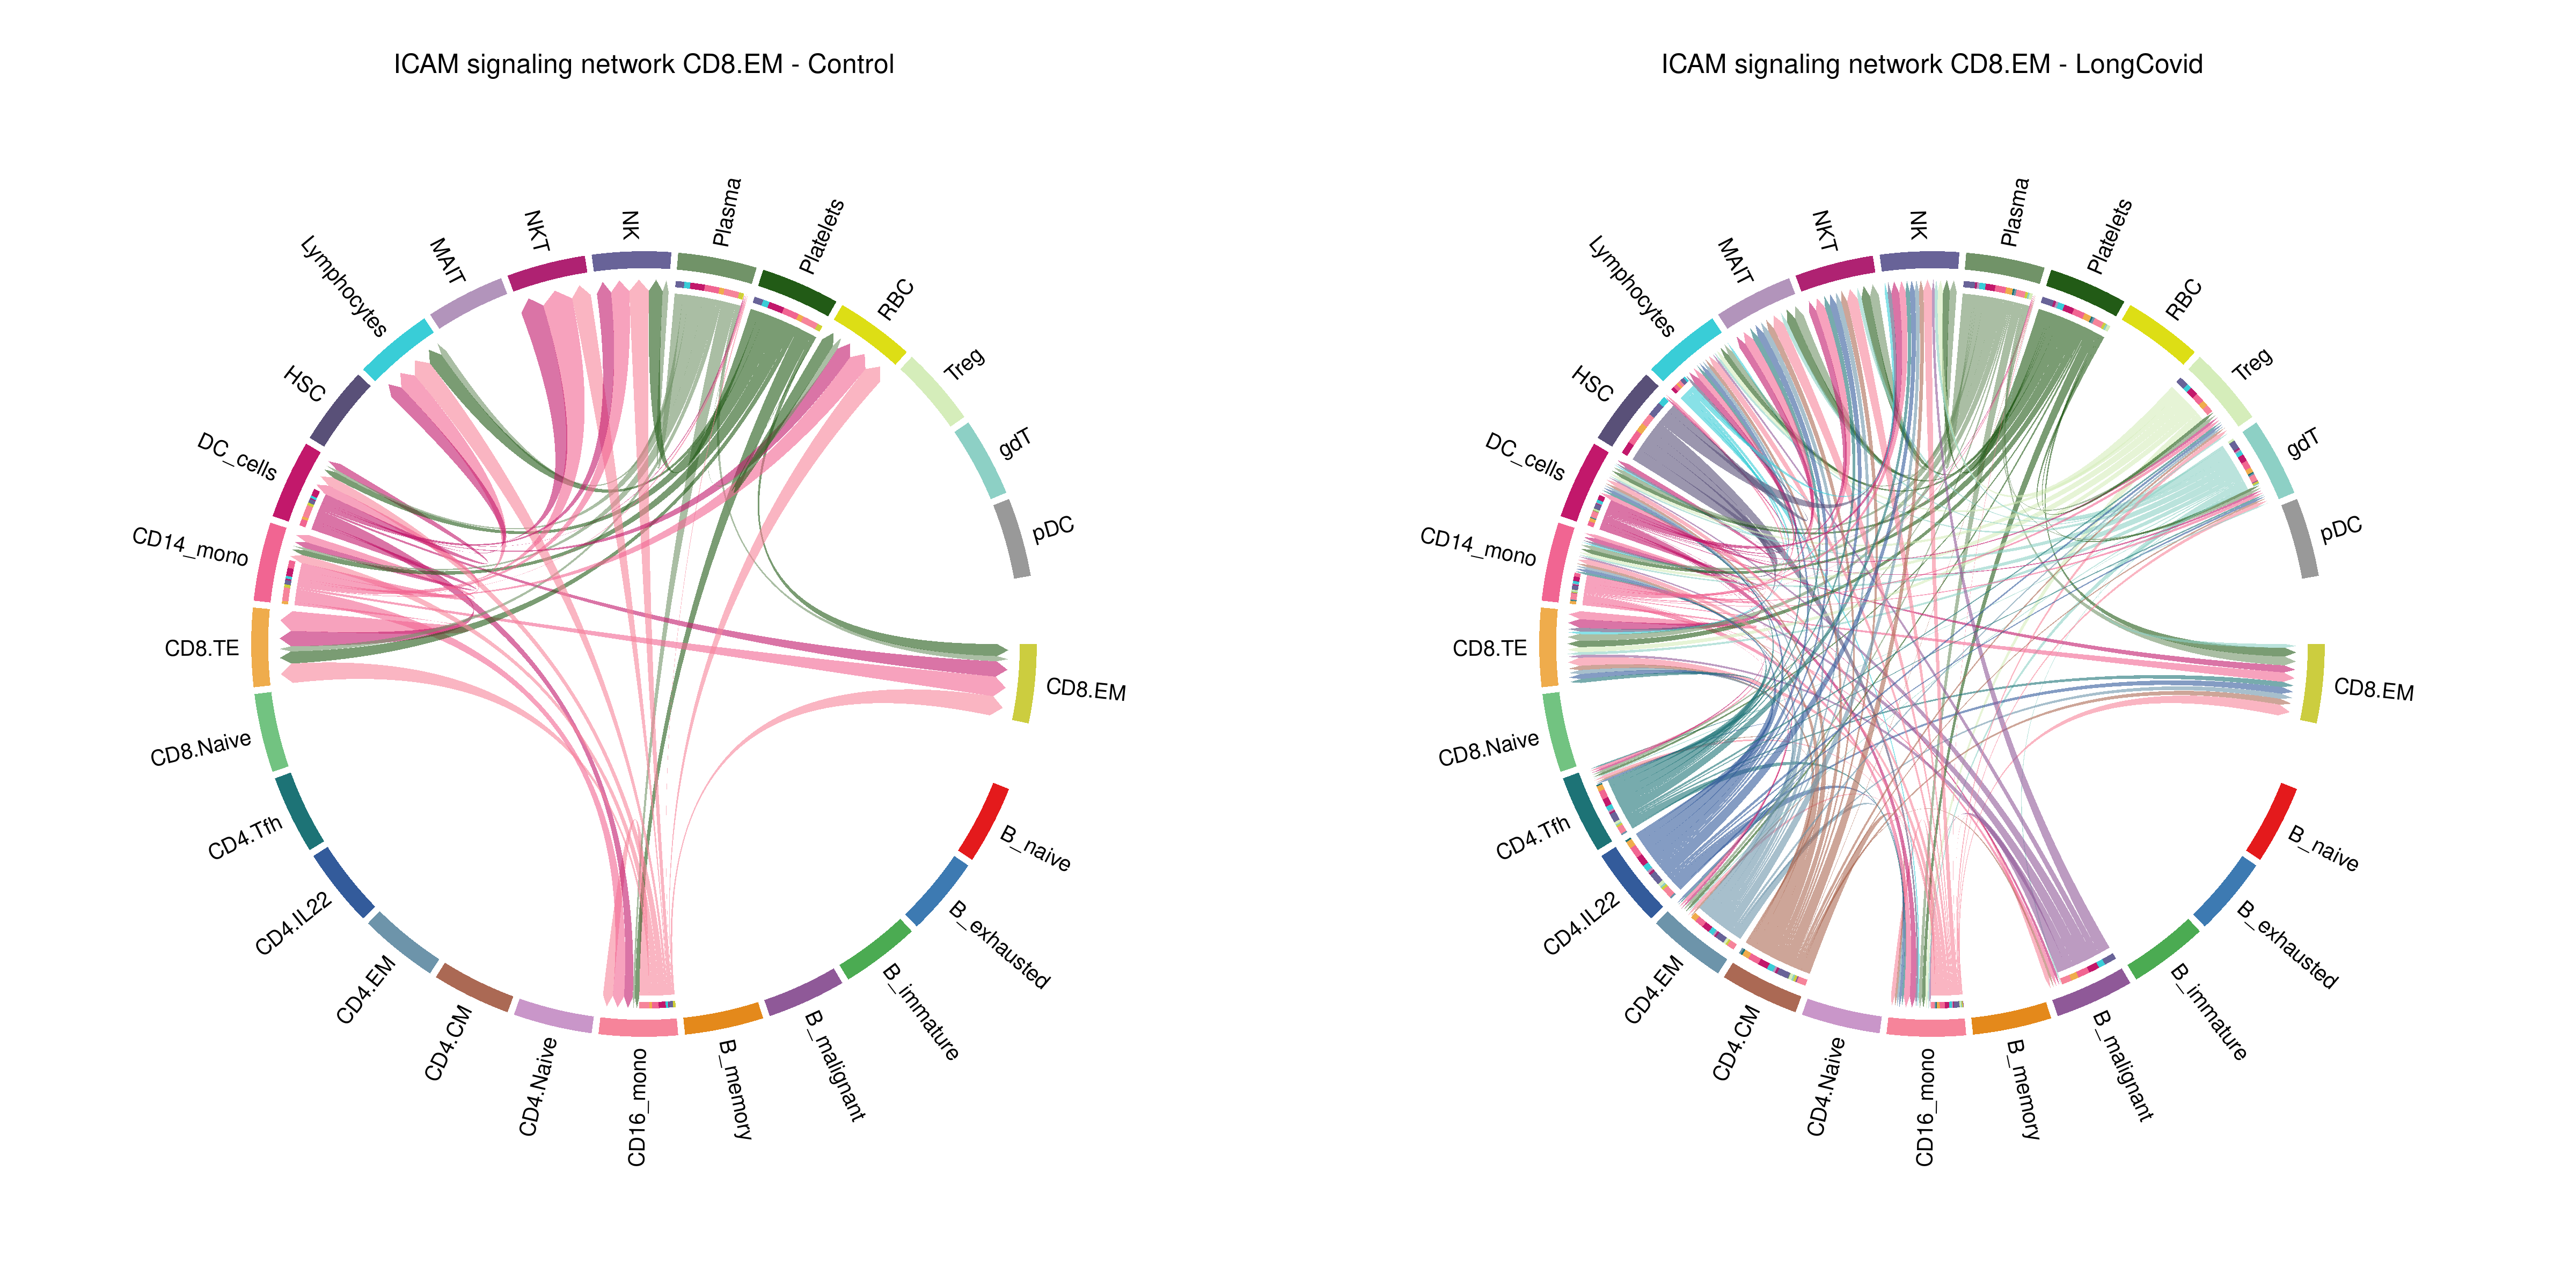 ICAM signaling network CD8.EM - Control
Plasma
Platelets
NK
NKT
RBC
MAIT
Lymphocytes
Treg
HSC
gdT
DC_cells
pDC
CD14_mono
CD8.TE
CD8.EM
CD8.Naive
CD4.Tfh
B_naive
CD4.IL22
B_exhausted
CD4.EM
B_immature
CD4.CM
B_malignant
CD4.Naive
B_memory
CD16_mono
ICAM signaling network CD8.EM - LongCovid
Plasma
Platelets
NK
NKT
RBC
MAIT
Lymphocytes
Treg
HSC
gdT
DC_cells
pDC
CD14_mono
CD8.TE
CD8.EM
CD8.Naive
CD4.Tfh
B_naive
CD4.IL22
B_exhausted
CD4.EM
B_immature
CD4.CM
B_malignant
CD4.Naive
B_memory
CD16_mono